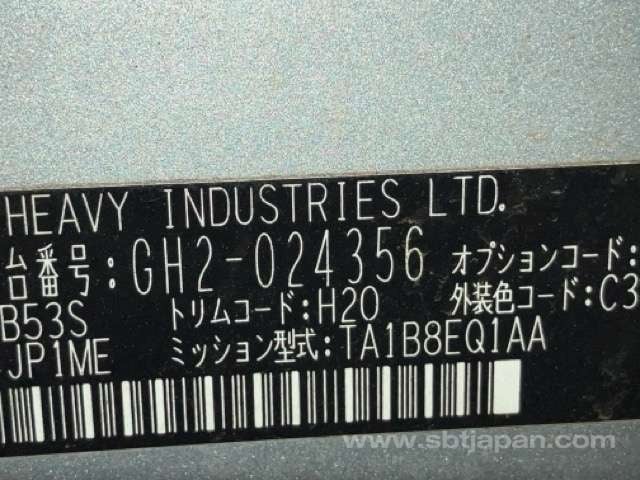 HEAVY INDUSTRIES LTD.
台番号:GH2-024356 オプションコード:
B53S トリムコード:H20 外装色コード:C3
JP1ME ミッション型式:TA1B8EQ1AA
www.sbtjapan.com